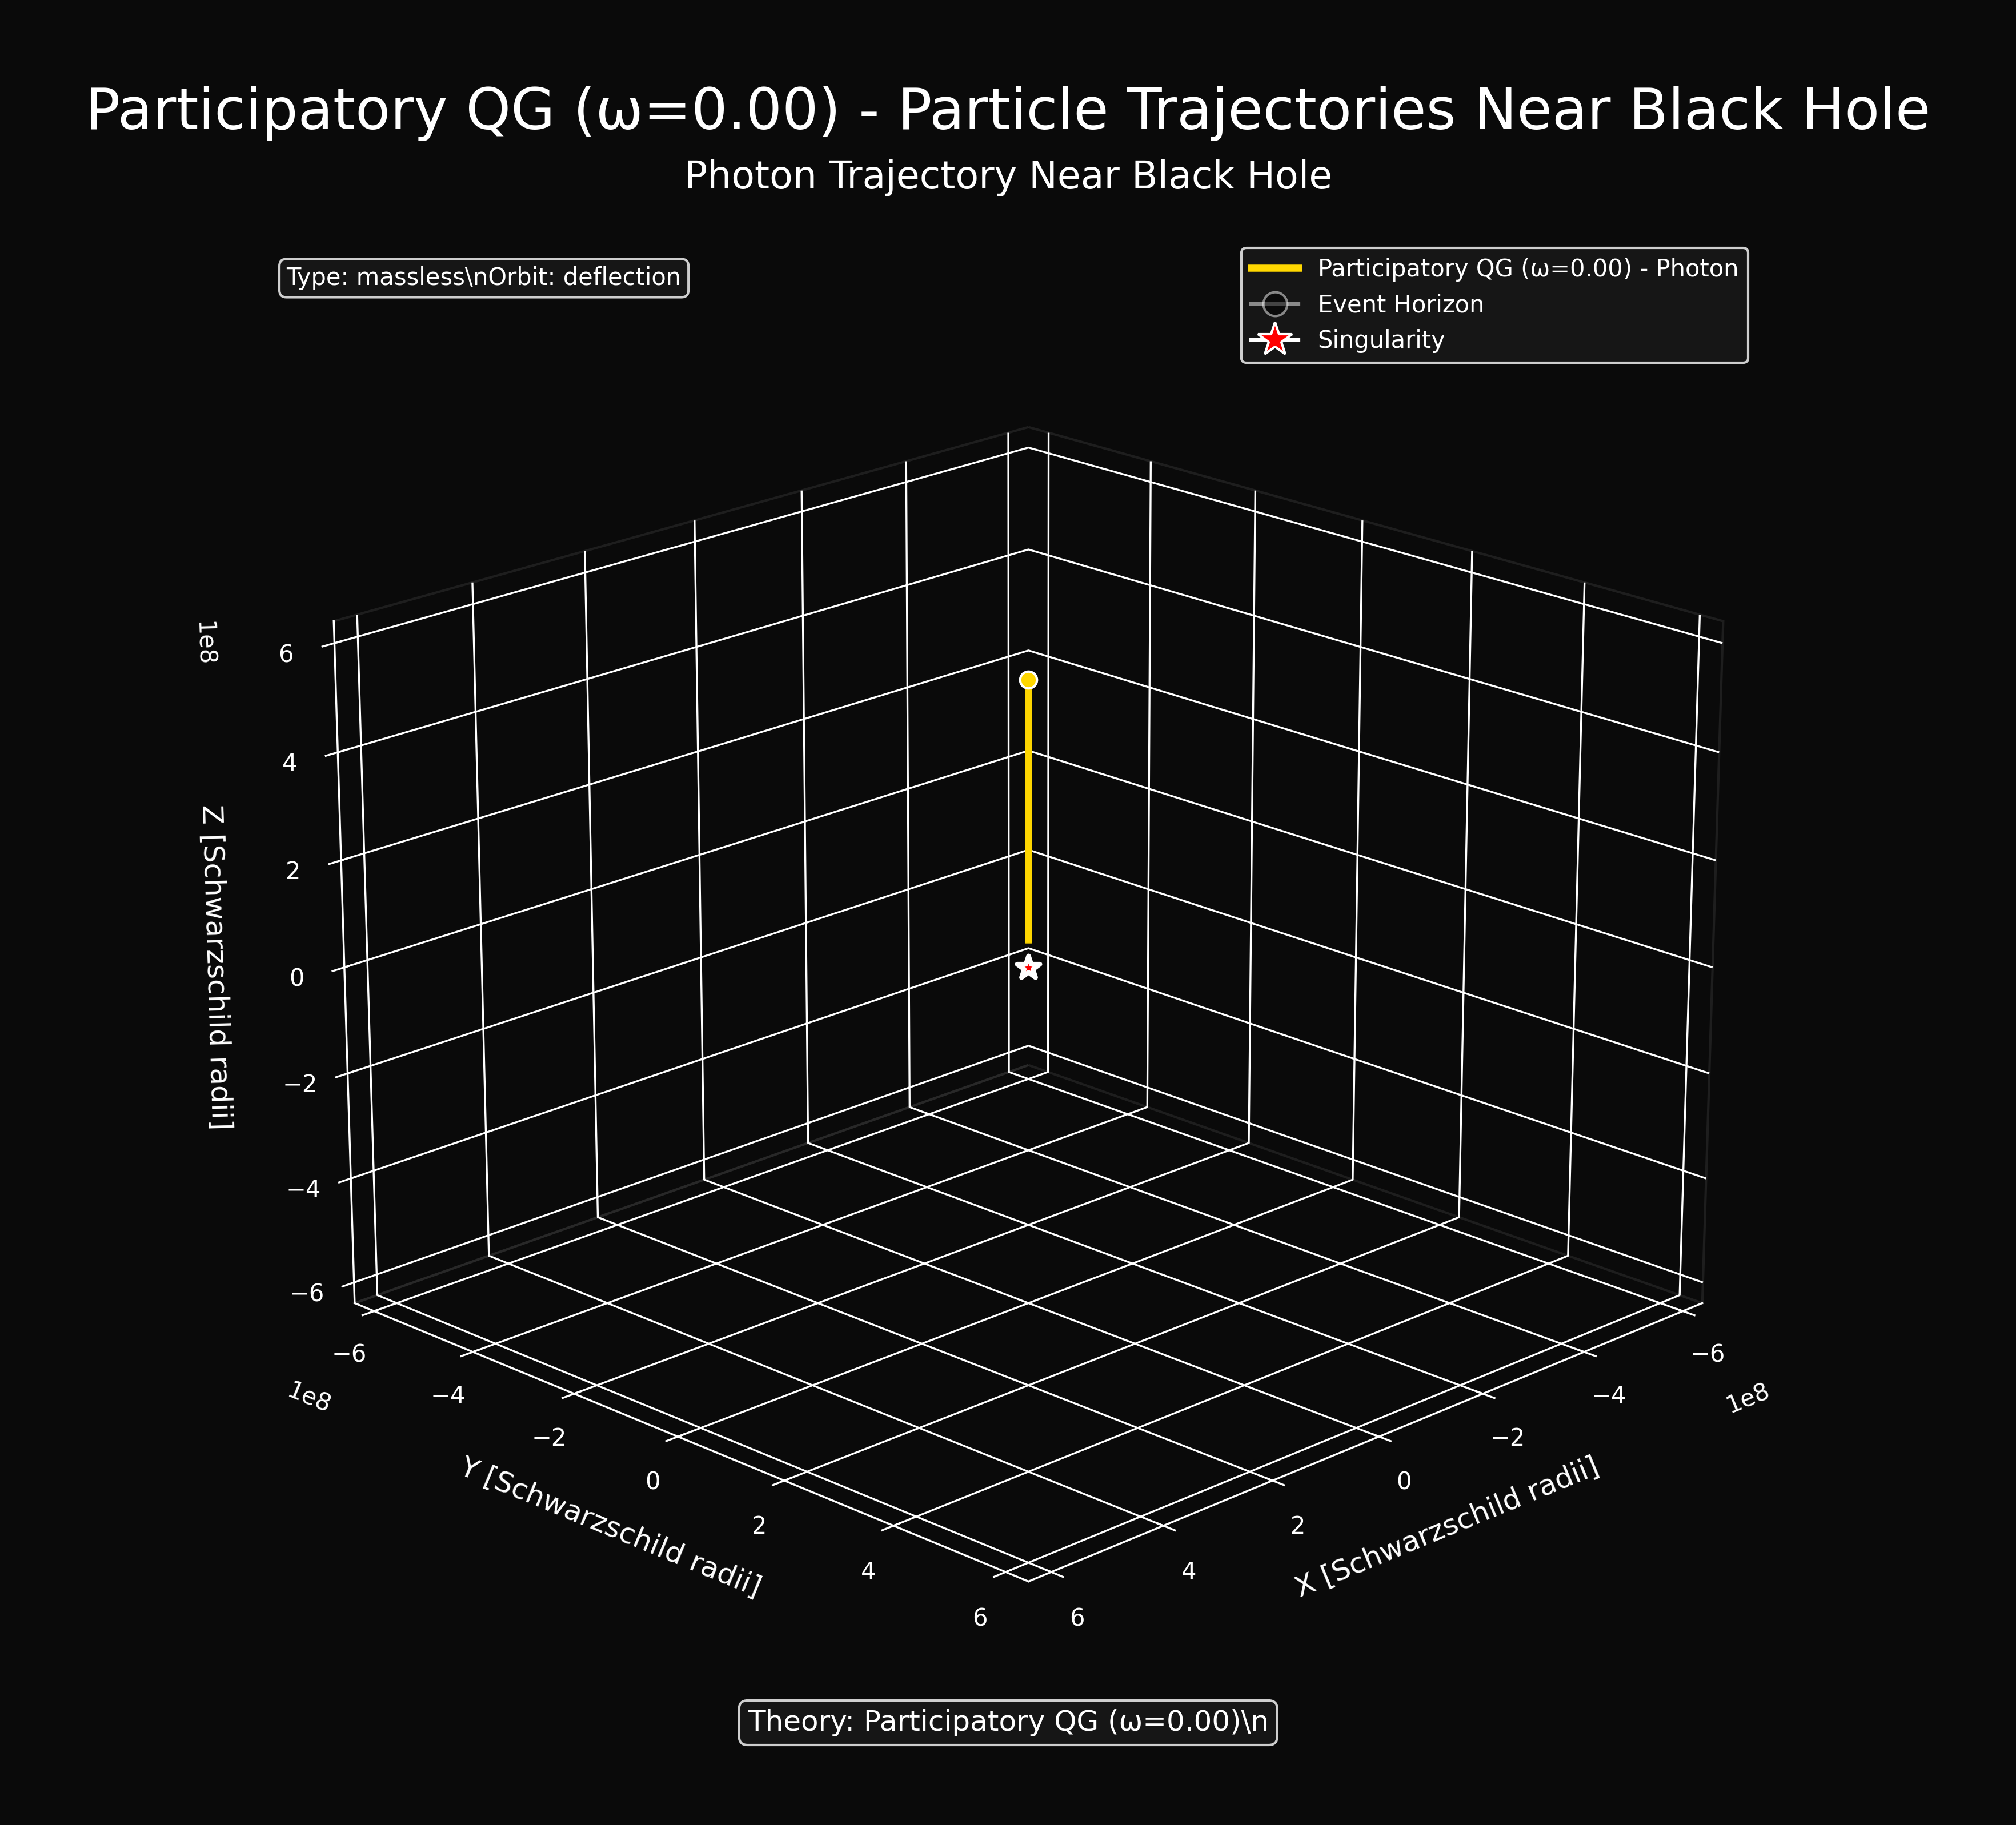 Participatory QG (ω=0.00) - Particle Trajectories Near Black Hole
Photon Trajectory Near Black Hole
Type: massless\nOrbit: deflection
Participatory QG (ω=0.00) - Photon
Event Horizon
Singularity
1e8
6
4
2
0
−2
−4
−6
Z [Schwarzschild radii]
−6
−4
−2
0
2
4
6
1e8
Y [Schwarzschild radii]
6
4
2
0
−2
−4
−6
1e8
X [Schwarzschild radii]
Theory: Participatory QG (ω=0.00)\n